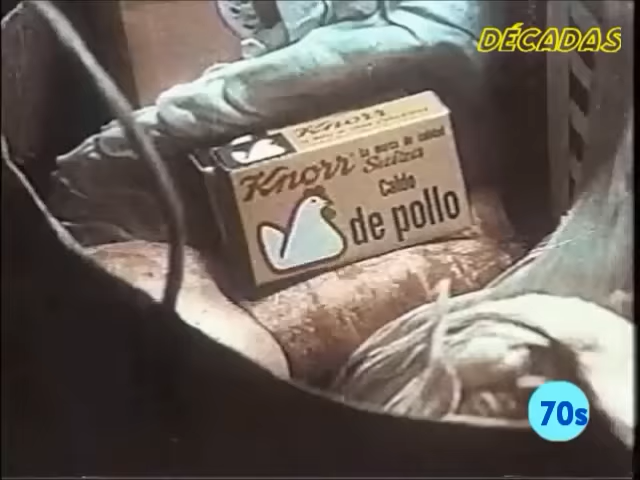 DÉCADAS
Knorr
Knorr la marca de calidad
Suiza
Caldo
de pollo
70s